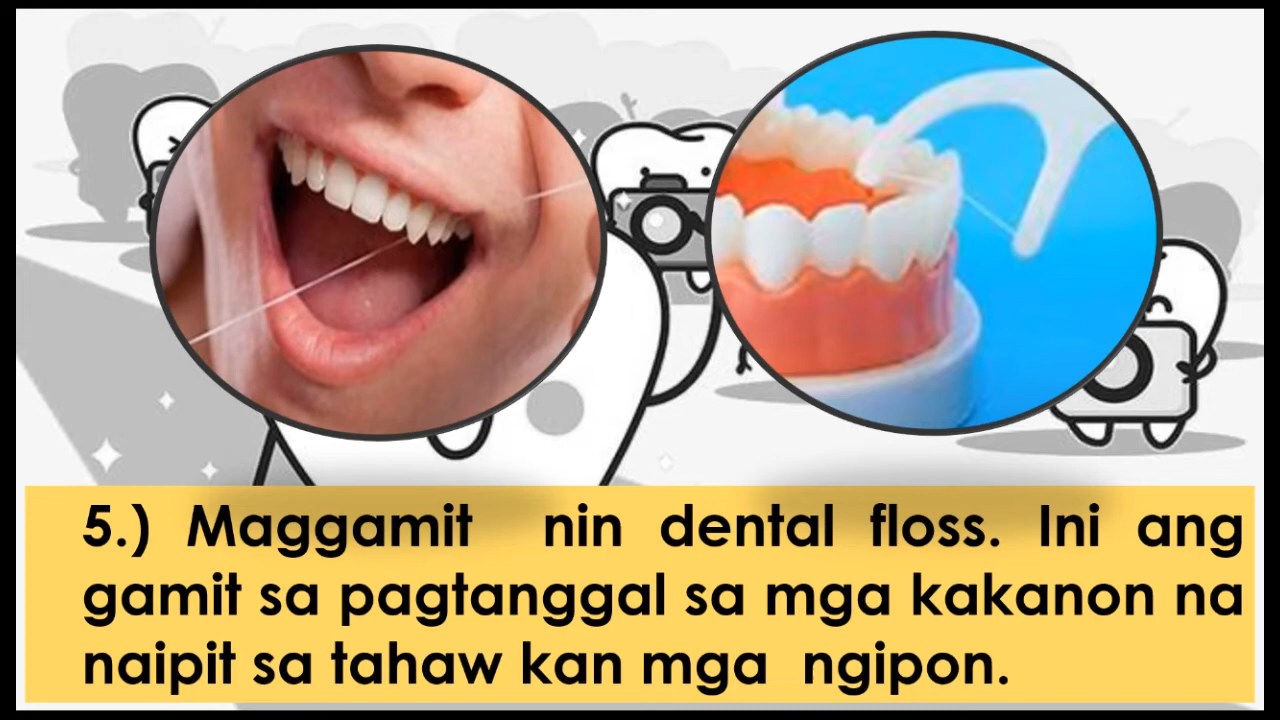 5.) Maggamit nin dental floss. Ini ang
gamit sa pagtanggal sa mga kakanon na
naipit sa tahaw kan mga ngipon.